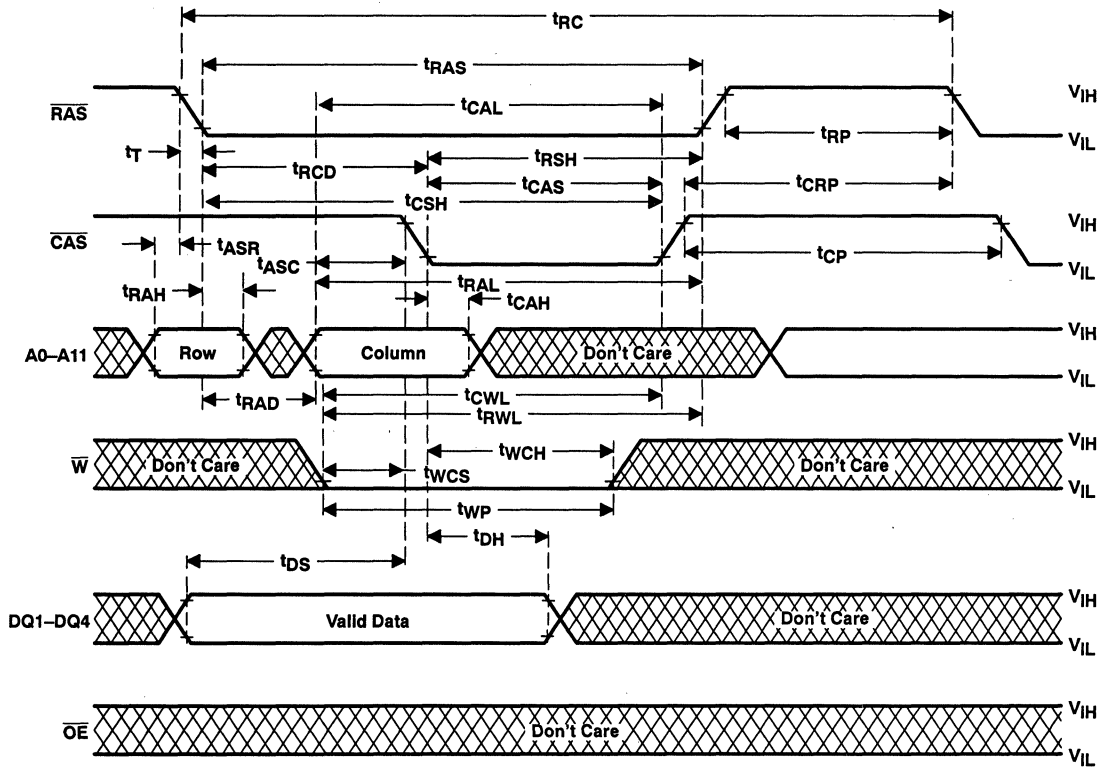 tRC
tRAS
tCAL
RAS
VIH
VIL
tRP
tT
tRCD
tRSH
tCAS
tCRP
tCSH
CAS
VIH
VIL
tASR
tASC
tCP
tRAL
tRAH
tCAH
A0–A11
Row
Column
Don't Care
VIH
VIL
tRAD
tCWL
tRWL
W
Don't Care
tWCH
tWCS
Don't Care
VIH
VIL
tWP
tDH
tDS
DQ1–DQ4
Valid Data
Don't Care
VIH
VIL
OE
Don't Care
VIH
VIL